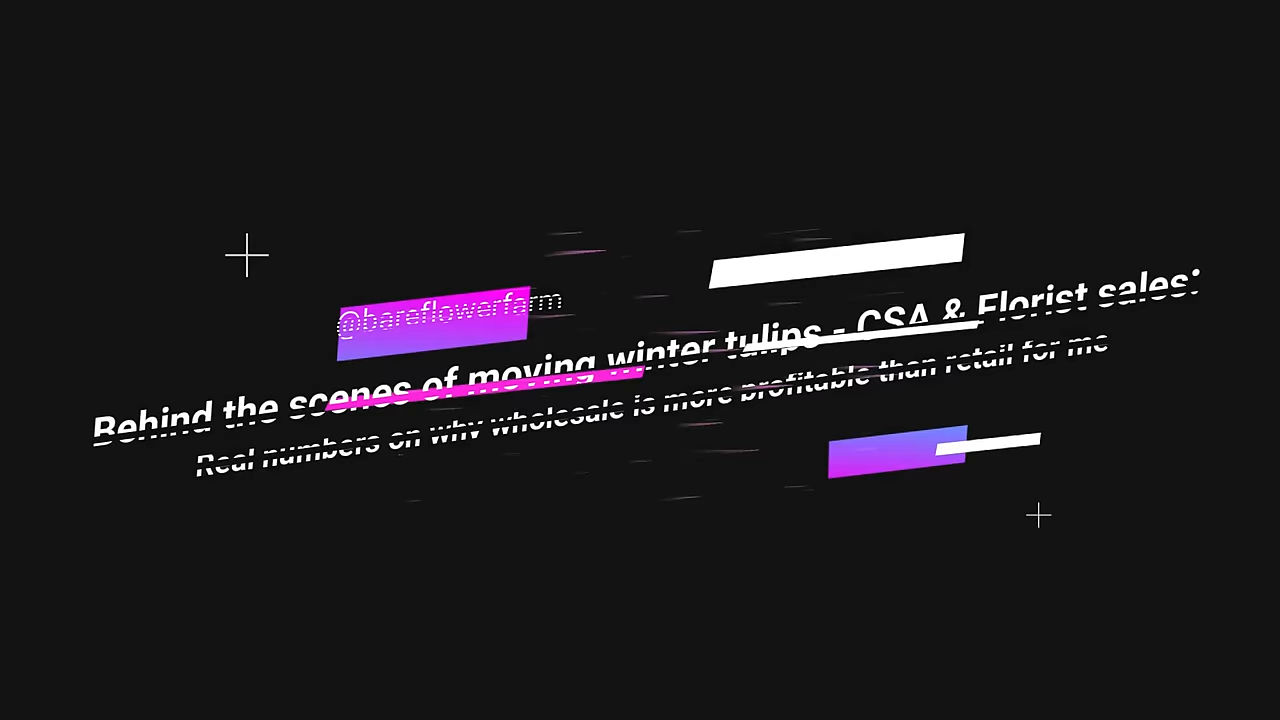 @bareflowerfarm
Behind the scenes of moving winter tulips - CSA & Florist sales:
Real numbers on why wholesale is more profitable than retail for me